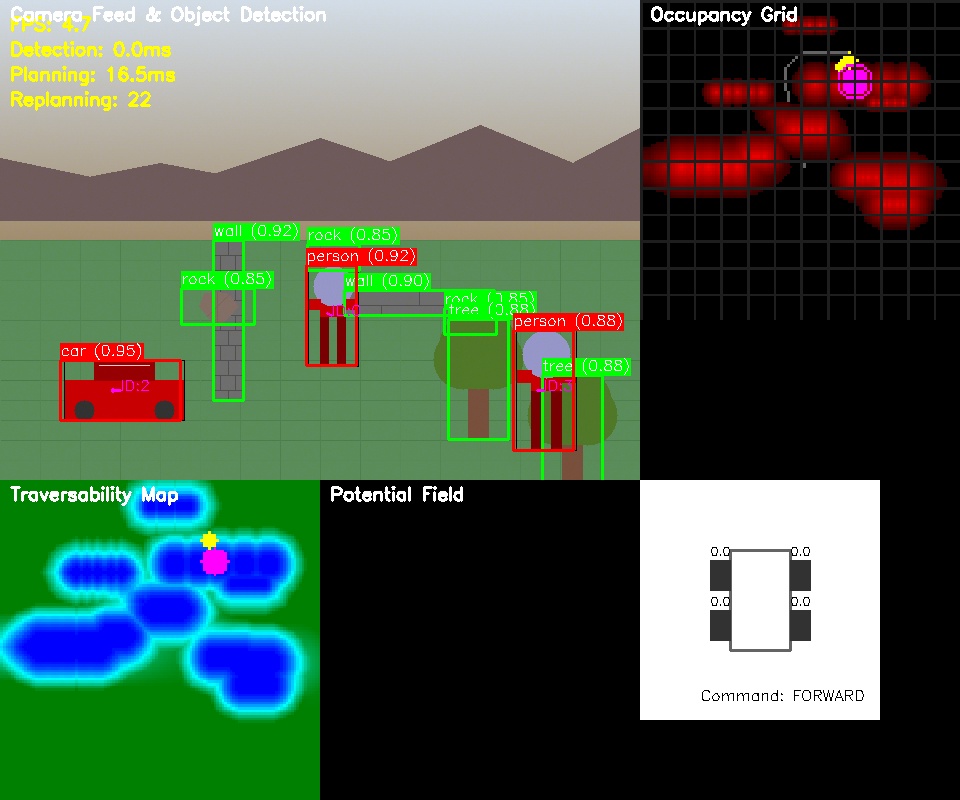 Camera Feed & Object Detection
FPS: 4.7
Detection: 0.0ms
Planning: 16.5ms
Replanning: 22
Occupancy Grid
wall (0.92)
rock (0.85)
person (0.92)
rock (0.85)
wall (0.90)
rock (0.85)
tree (0.88)
person (0.88)
car (0.95)
tree (0.88)
ID:2
Traversability Map
Potential Field
0.0
0.0
0.0
0.0
Command: FORWARD